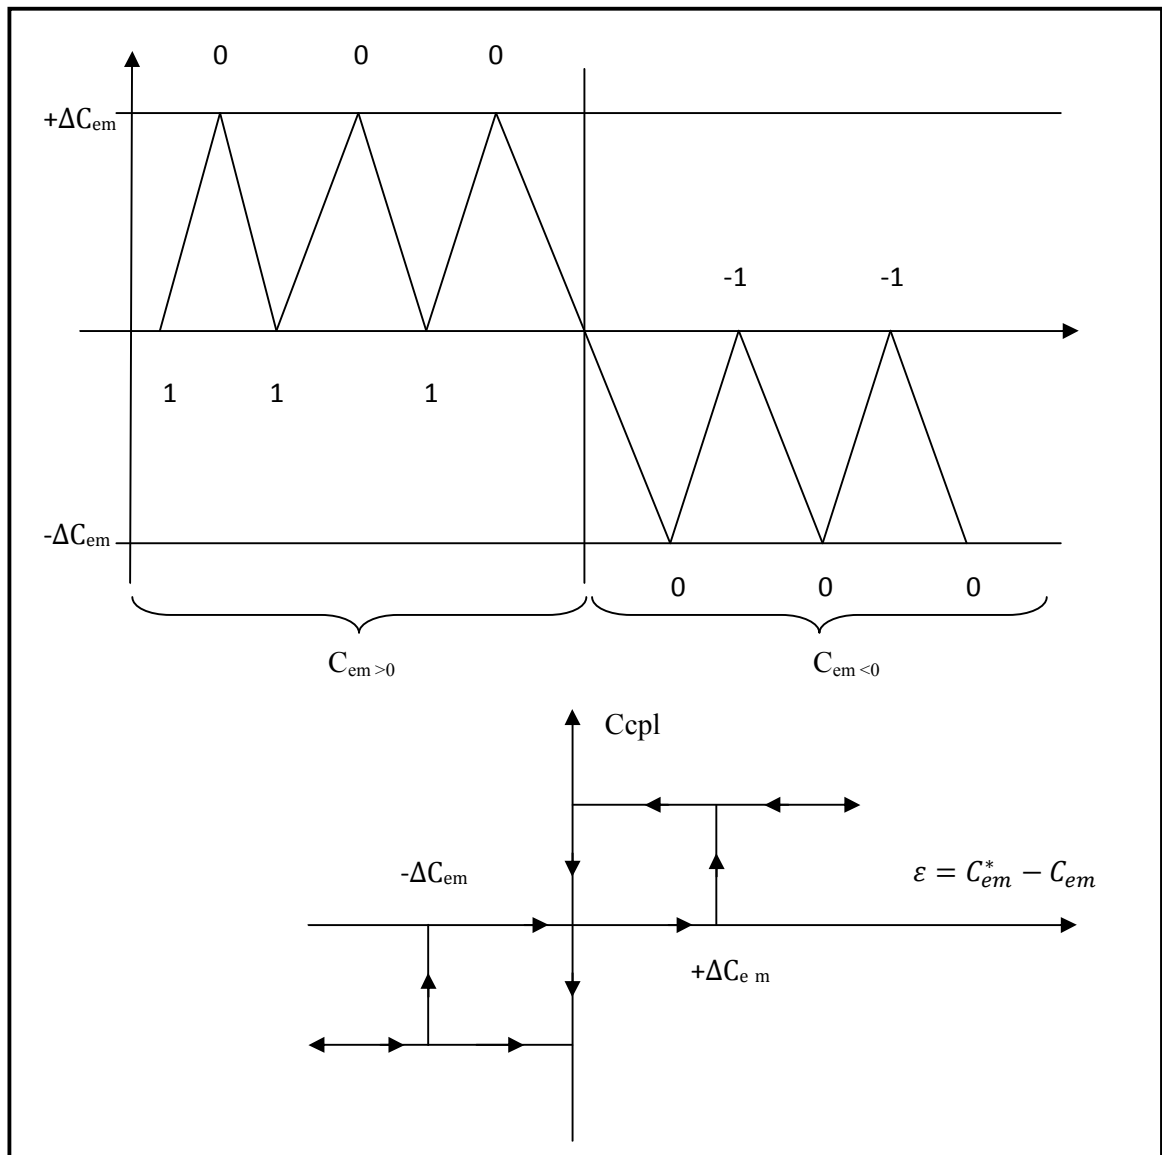 0 0 0
+ΔCem
-1 -1
1 1 1
-ΔCem
0 0 0
Cem >0 Cem <0
Ccpl
-ΔCem
ε = C*em − Cem
+ΔCe m